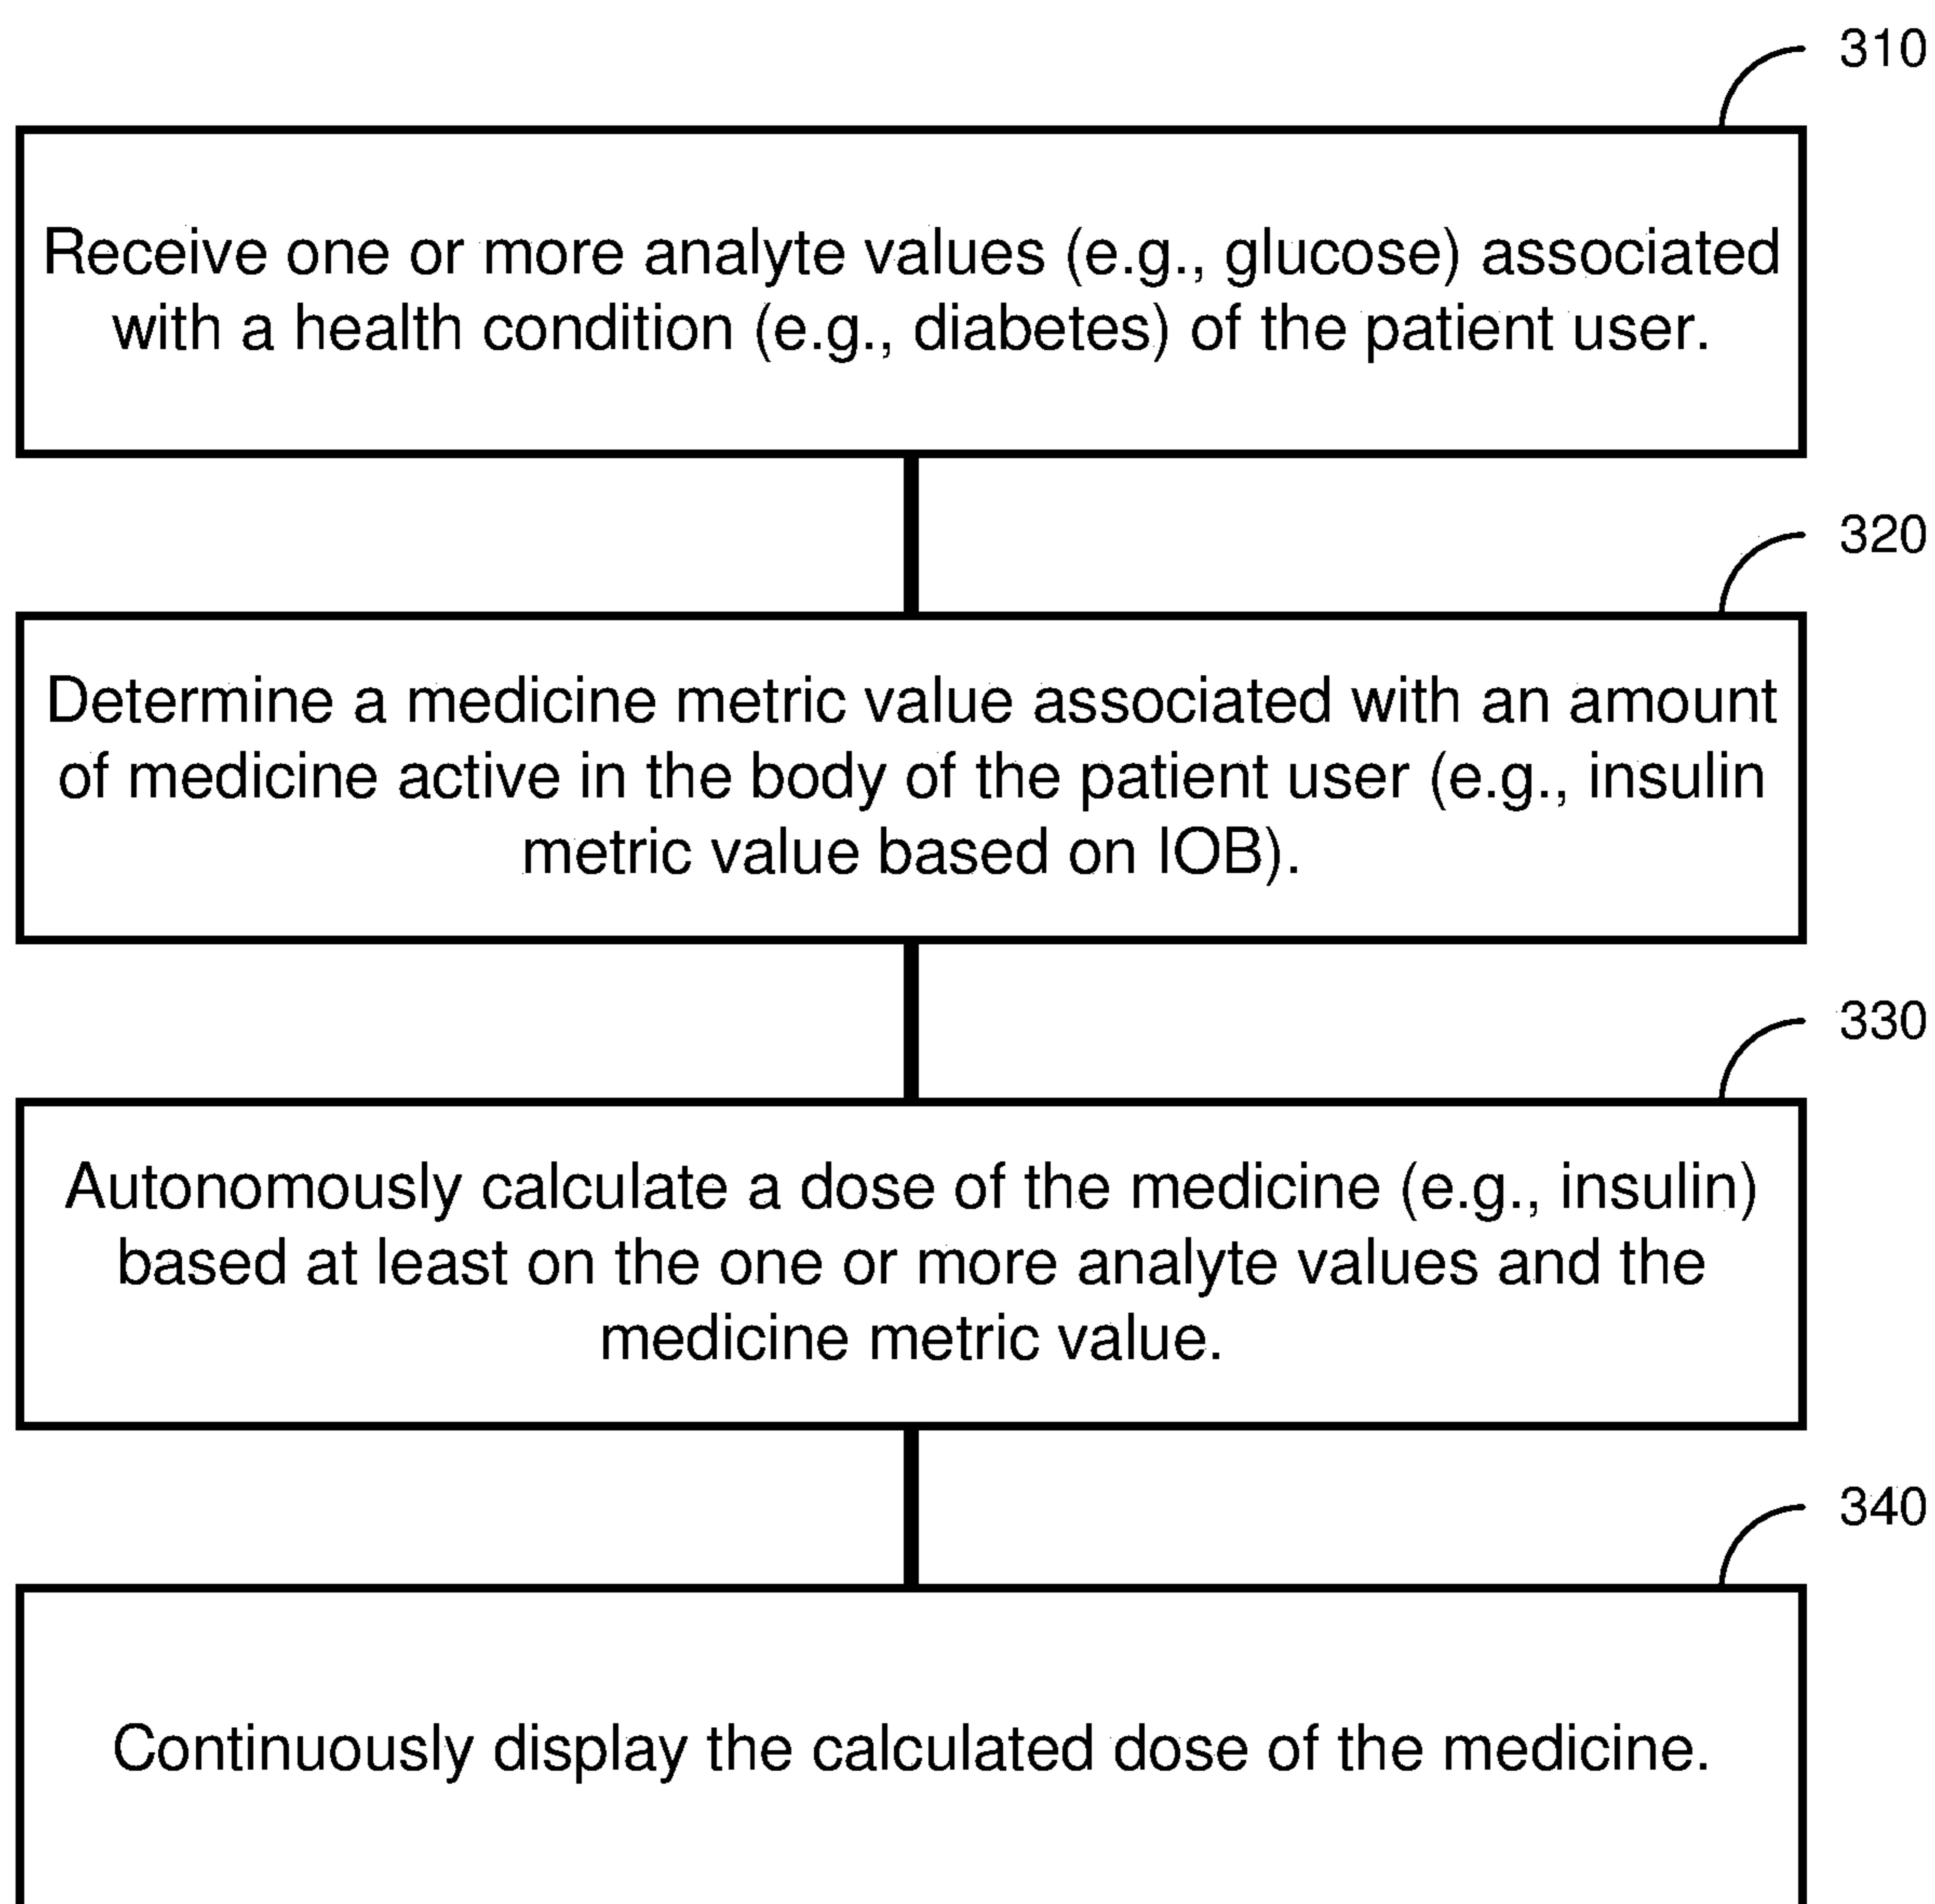 310
Receive one or more analyte values (e.g., glucose) associated
with a health condition (e.g., diabetes) of the patient user.
320
Determine a medicine metric value associated with an amount
of medicine active in the body of the patient user (e.g., insulin
metric value based on IOB).
330
Autonomously calculate a dose of the medicine (e.g., insulin)
based at least on the one or more analyte values and the
medicine metric value.
340
Continuously display the calculated dose of the medicine.